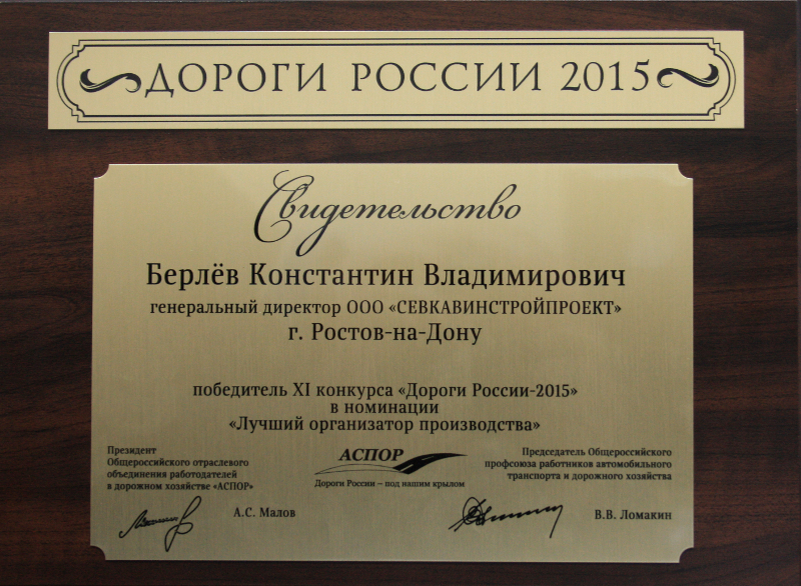 ДОРОГИ РОССИИ 2015
Свидетельство
Берлёв Константин Владимирович
генеральный директор ООО «СЕВКАВИНСТРОЙПРОЕКТ»
г. Ростов-на-Дону
победитель XI конкурса «Дороги России-2015»
в номинации
«Лучший организатор производства»
Президент
Общероссийского отраслевого
объединения работодателей
в дорожном хозяйстве «АСПОР»
А.С. Малов
АСПОР
Дороги России – под нашим крылом
Председатель Общероссийского
профсоюза работников автомобильного
транспорта и дорожного хозяйства
В.В. Ломакин